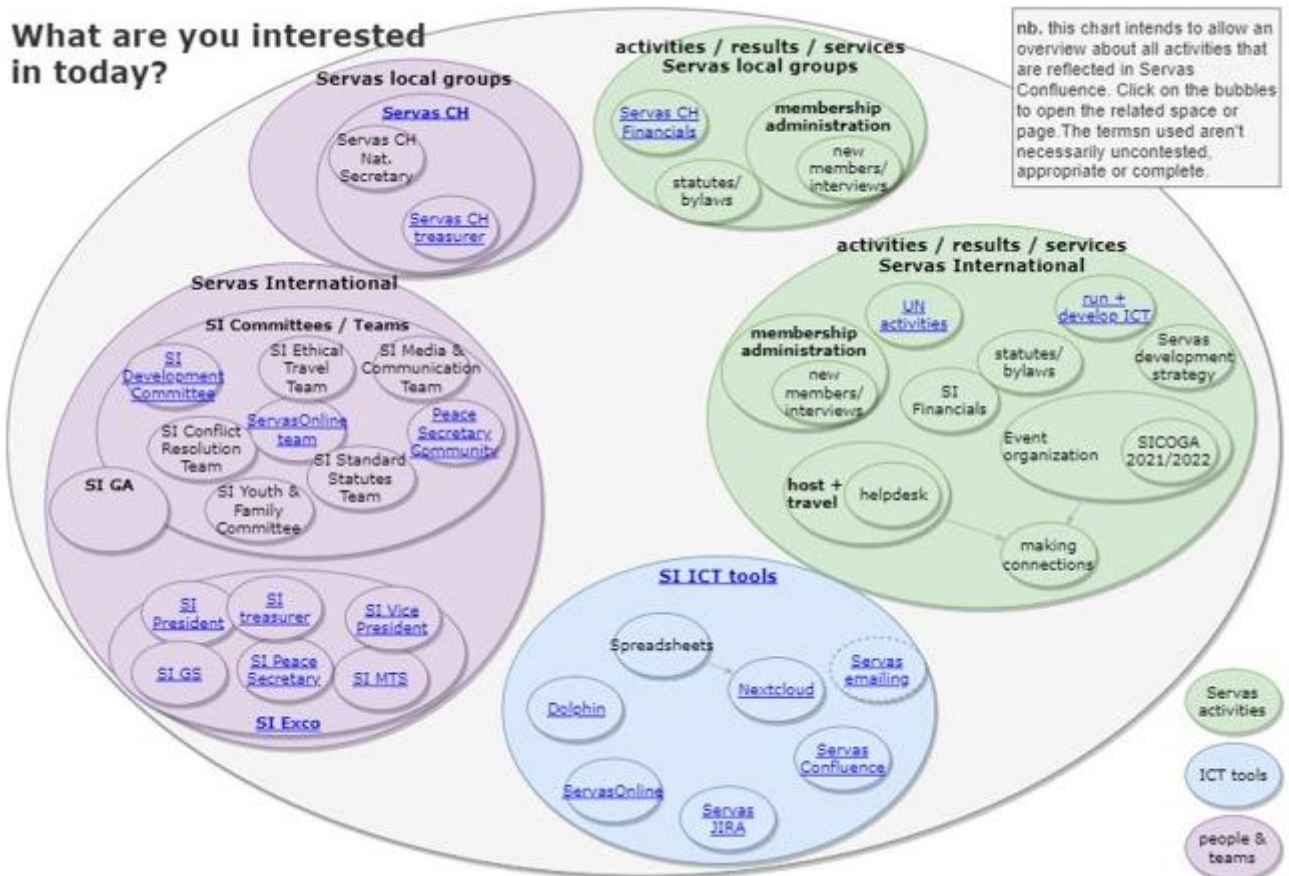 What are you interested
in today?
nb. this chart intends to allow an
overview about all activities that
are reflected in Servas
Confluence. Click on the bubbles
to open the related space or
page.The termsn used aren't
necessarily uncontested,
appropriate or complete.
Servas local groups
Servas CH
Servas CH
Nat.
Secretary
Servas CH
treasurer
activities / results / services
Servas local groups
Servas CH
Financials
membership
administration
new
members/
interviews
statutes/
bylaws
Servas International
SI Committees / Teams
SI
Development
Committee
SI Ethical
Travel
Team
SI Media &
Communication
Team
SI Conflict
Resolution
Team
ServasOnline
team
Peace
Secretary
Community
SI Standard
Statutes
Team
SI GA
SI Youth &
Family
Committee
SI
President
SI
treasurer
SI Vice
President
SI GS
SI Peace
Secretary
SI MTS
SI Exco
activities / results / services
Servas International
UN
activities
run +
develop ICT
membership
administration
new
members/
interviews
SI
Financials
statutes/
bylaws
Servas
development
strategy
Event
organization
SICOGA
2021/2022
host +
travel
helpdesk
making
connections
SI ICT tools
Spreadsheets
Nextcloud
Servas
emailing
Dolphin
Servas
Confluence
ServasOnline
Servas
JIRA
Servas
activities
ICT tools
people &
teams